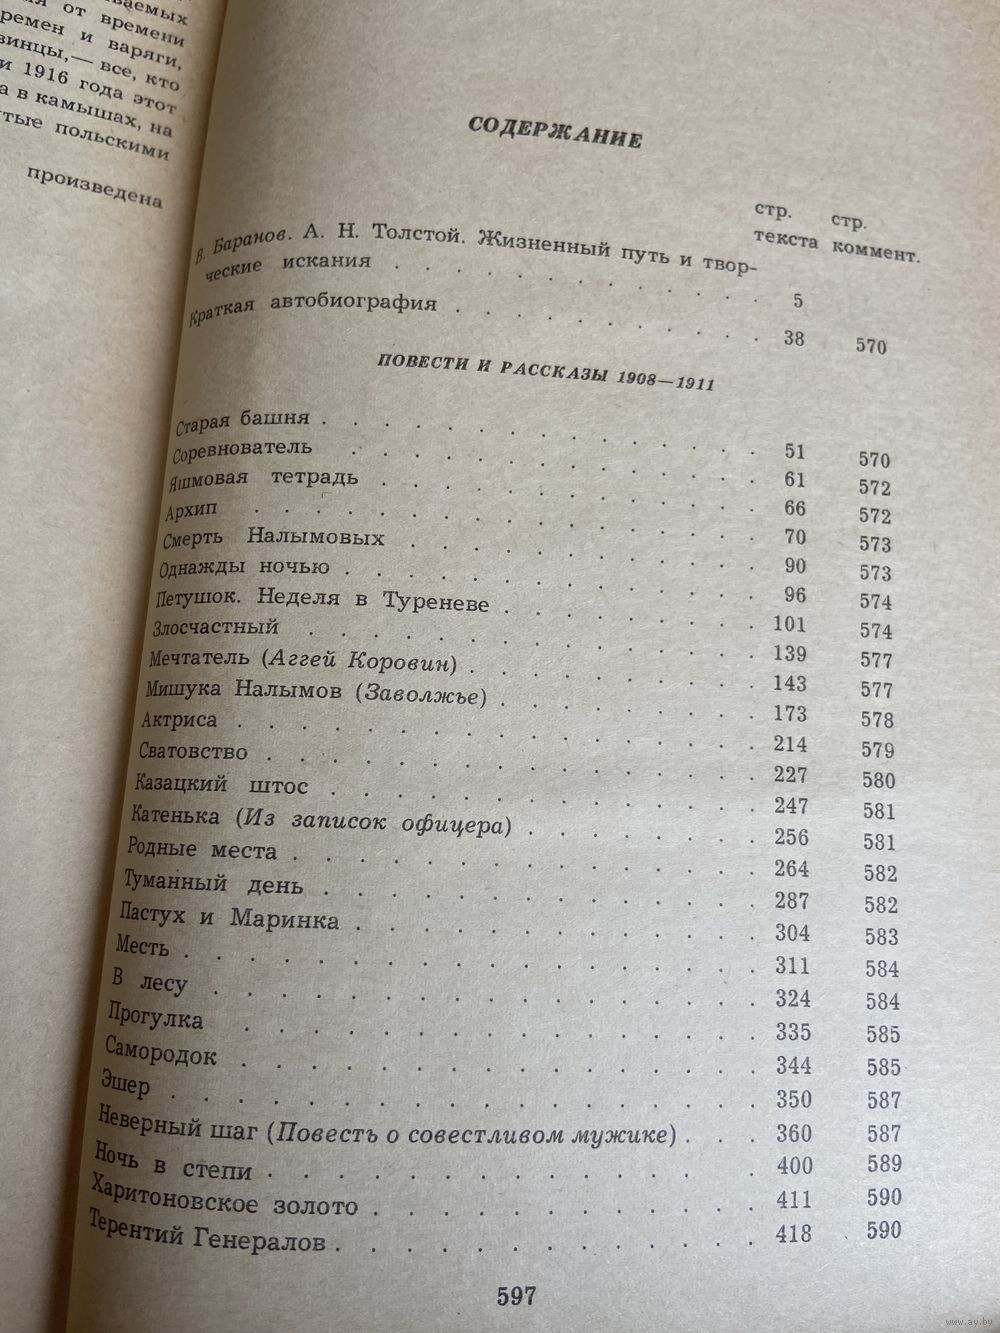 ваемых
от времени
времен и варяги,
винцы,— все, кто
и 1916 года этот
а в камышах, на
тые польскими
произведена
СОДЕРЖАНИЕ
стр. стр.
текста коммент.
В. Баранов. А. Н. Толстой. Жизненный путь и твор-
ческие искания . . . . . . . . . . . 5
Краткая автобиография . . . . . . . . . . 38 570
ПОВЕСТИ И РАССКАЗЫ 1908—1911
Старая башня . . . . . . . . . . . . . 51 570
Соревнователь . . . . . . . . . . . . . 61 572
Яшмовая тетрадь . . . . . . . . . . . . 66 572
Архип . . . . . . . . . . . . . . . 70 573
Смерть Налымовых . . . . . . . . . . . 90 573
Однажды ночью . . . . . . . . . . . . . 96 574
Петушок. Неделя в Туреневе . . . . . . . . 101 574
Злосчастный . . . . . . . . . . . . . . 139 577
Мечтатель (Аггей Коровин) . . . . . . . . . 143 577
Мишука Налымов (Заволжье) . . . . . . . . 173 578
Актриса . . . . . . . . . . . . . . . . 214 579
Сватовство . . . . . . . . . . . . . . . 227 580
Казацкий штос . . . . . . . . . . . . . 247 581
Катенька (Из записок офицера) . . . . . . . 256 581
Родные места . . . . . . . . . . . . . . 264 582
Туманный день . . . . . . . . . . . . . 287 582
Пастух и Маринка . . . . . . . . . . . . 304 583
Месть . . . . . . . . . . . . . . . . . 311 584
В лесу . . . . . . . . . . . . . . . . . 324 584
Прогулка . . . . . . . . . . . . . . . . 335 585
Самородок . . . . . . . . . . . . . . . 344 585
Эшер . . . . . . . . . . . . . . . . . . 350 587
Неверный шаг (Повесть о совестливом мужике) . . . 360 587
Ночь в степи . . . . . . . . . . . . . . 400 589
Харитоновское золото . . . . . . . . . . . . 411 590
Терентий Генералов . . . . . . . . . . . . . 418 590
597
www.ay.by